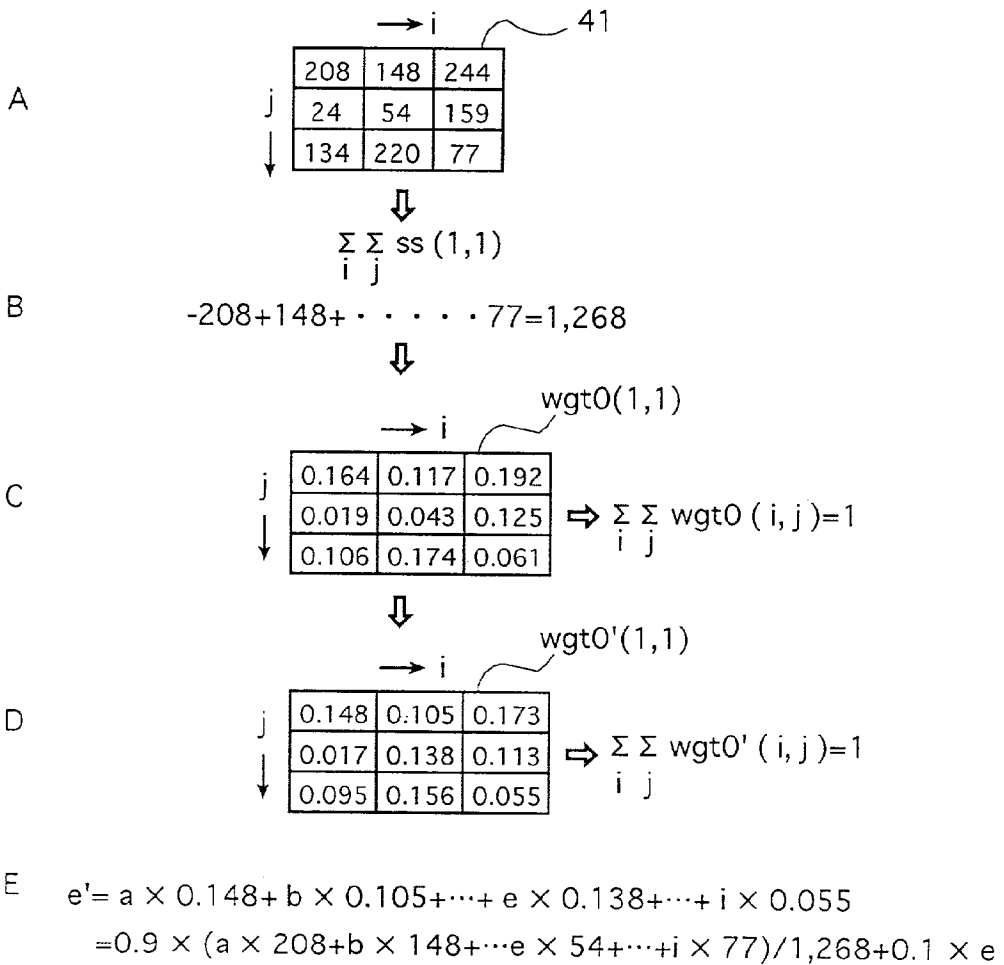 → i 41
A
j
208 148 244
24 54 159
134 220 77
Σ Σ ss (1,1)
i j
B
-208+148+ · · · · · 77=1,268
wgt0(1,1)
→ i
C
j
0.164 0.117 0.192
0.019 0.043 0.125
0.106 0.174 0.061
⇨ Σ Σ wgt0 ( i, j )=1
i j
wgt0'(1,1)
→ i
D
j
0.148 0.105 0.173
0.017 0.138 0.113
0.095 0.156 0.055
⇨ Σ Σ wgt0' ( i, j )=1
i j
E
e'= a × 0.148+ b × 0.105+···+ e × 0.138+···+ i × 0.055
=0.9 × (a × 208+b × 148+···e × 54+···+i × 77)/1,268+0.1 × e